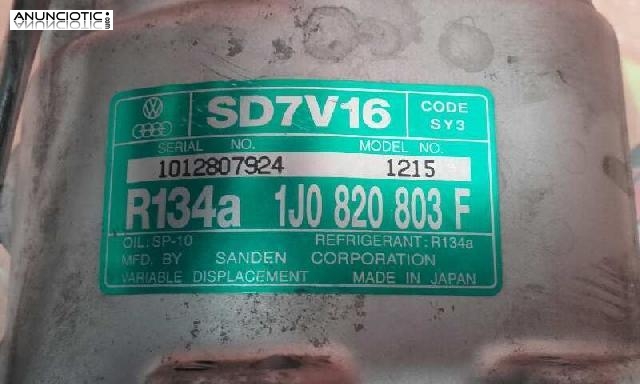 ANUNCIOTIC.com
SD7V16
CODE
SY3
SERIAL NO. MODEL NO.
1012807924 1215
R134a 1J0 820 803 F
OIL:SP-10 REFRIGERANT:R134a
MFD. BY SANDEN CORPORATION
VARIABLE DISPLACEMENT MADE IN JAPAN